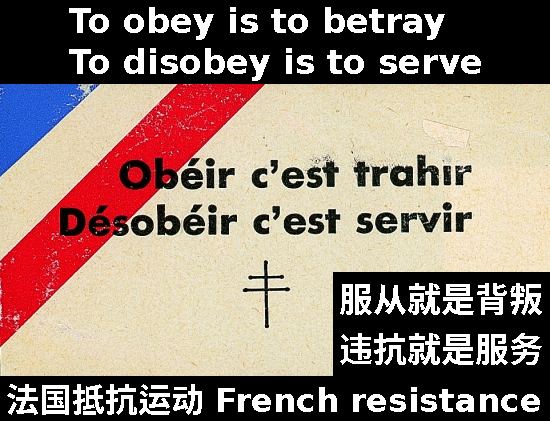 To obey is to betray
To disobey is to serve
Obéir c'est trahir
Désobéir c'est servir
服从就是背叛
违抗就是服务
法国抵抗运动 French resistance